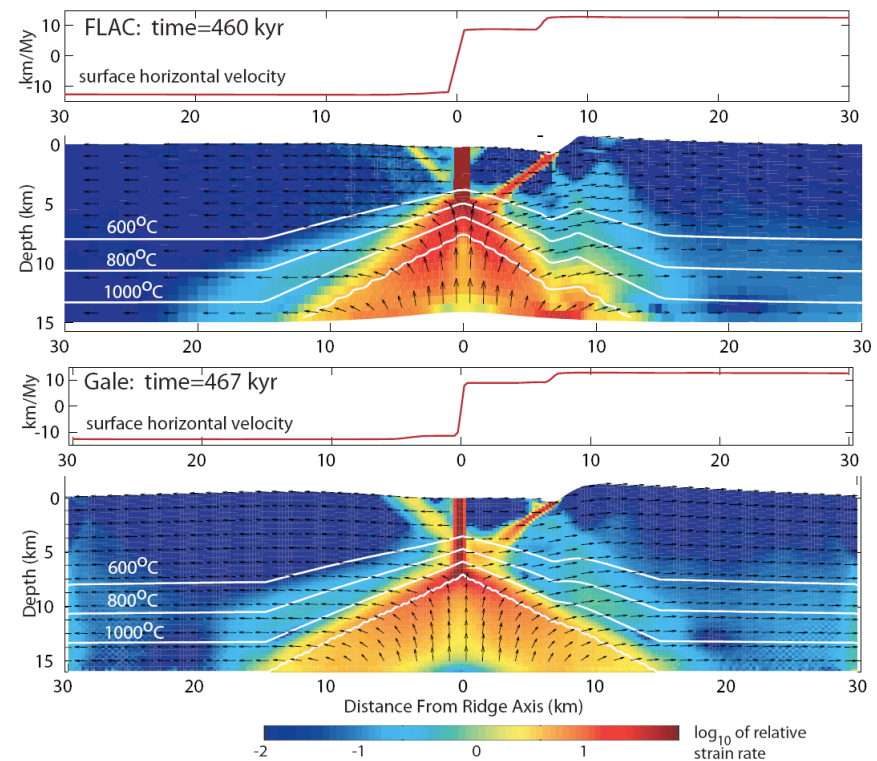 FLAC: time=460 kyr
km/My
10
0
-10
surface horizontal velocity
30 20 10 0 10 20 30
Depth (km)
0
5
10
15
600°C
800°C
1000°C
30 20 10 0 10 20 30
Gale: time=467 kyr
km/My
10
0
-10
surface horizontal velocity
30 20 10 0 10 20 30
Depth (km)
0
5
10
15
600°C
800°C
1000°C
30 20 10 0 10 20 30
Distance From Ridge Axis (km)
-2 -1 0 1
log10 of relative
strain rate